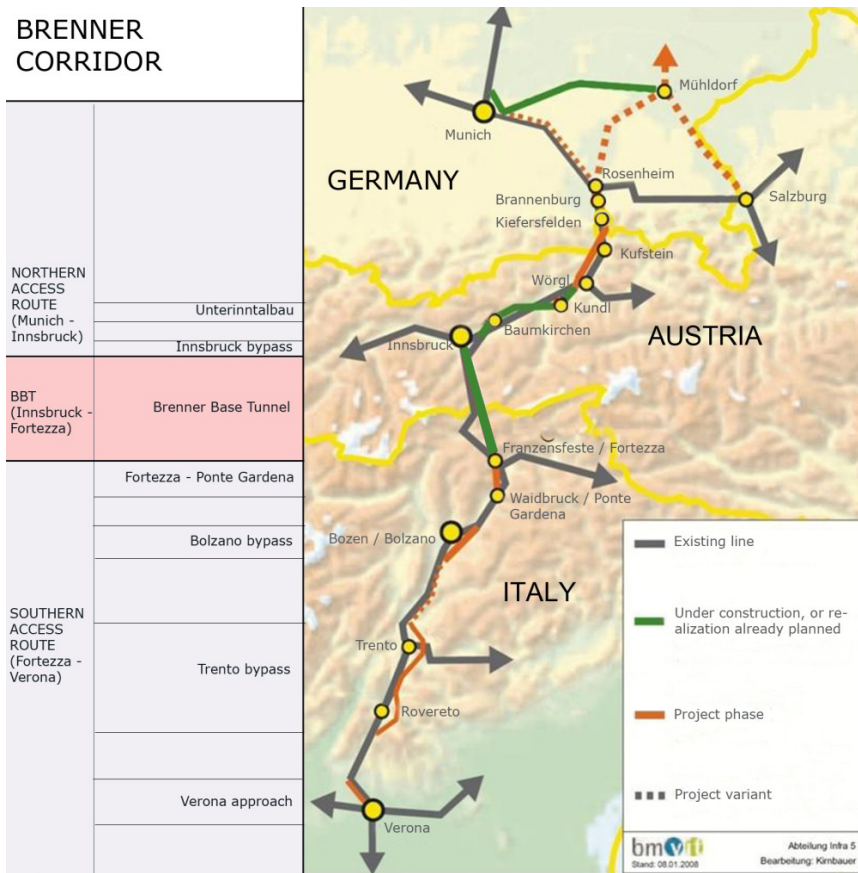 BRENNER
CORRIDOR
NORTHERN
ACCESS
ROUTE
(Munich -
Innsbruck)
Unterinntalbau
Innsbruck bypass
BBT
(Innsbruck -
Fortezza)
Brenner Base Tunnel
SOUTHERN
ACCESS
ROUTE
(Fortezza -
Verona)
Fortezza - Ponte Gardena
Bolzano bypass
Trento bypass
Verona approach
Mühldorf
Munich
GERMANY
Rosenheim
Brannenburg
Salzburg
Kiefersfelden
Kufstein
Wörgl
Kundl
Baumkirchen
AUSTRIA
Innsbruck
Franzensfeste / Fortezza
Waidbruck / Ponte
Gardena
Bozen / Bolzano
ITALY
Trento
Rovereto
Verona
Existing line
Under construction, or re-
alization already planned
Project phase
Project variant
bmvit
Stand: 08.01.2008
Abteilung Infra 5
Bearbeitung: Kirnbauer